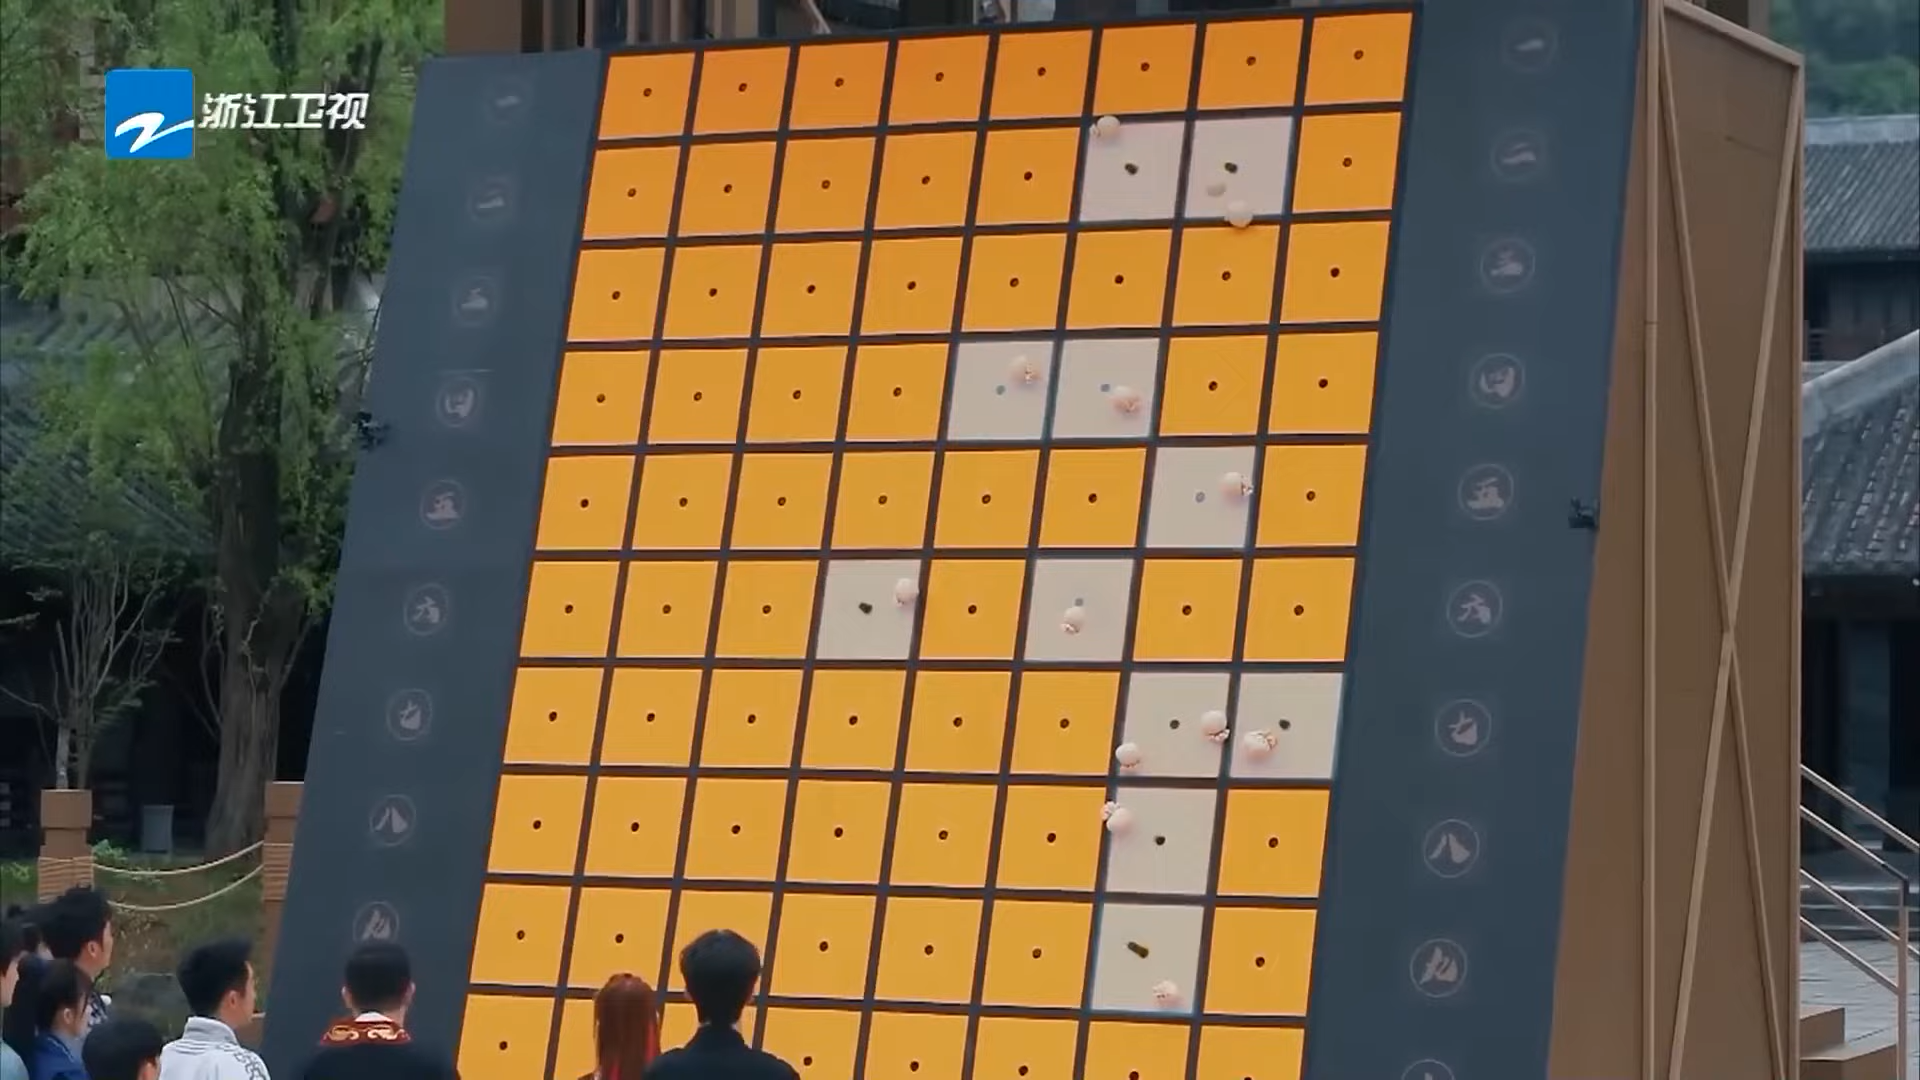 浙江卫视
一
一
二
二
三
三
四
四
五
五
六
六
七
七
八
八
九
九